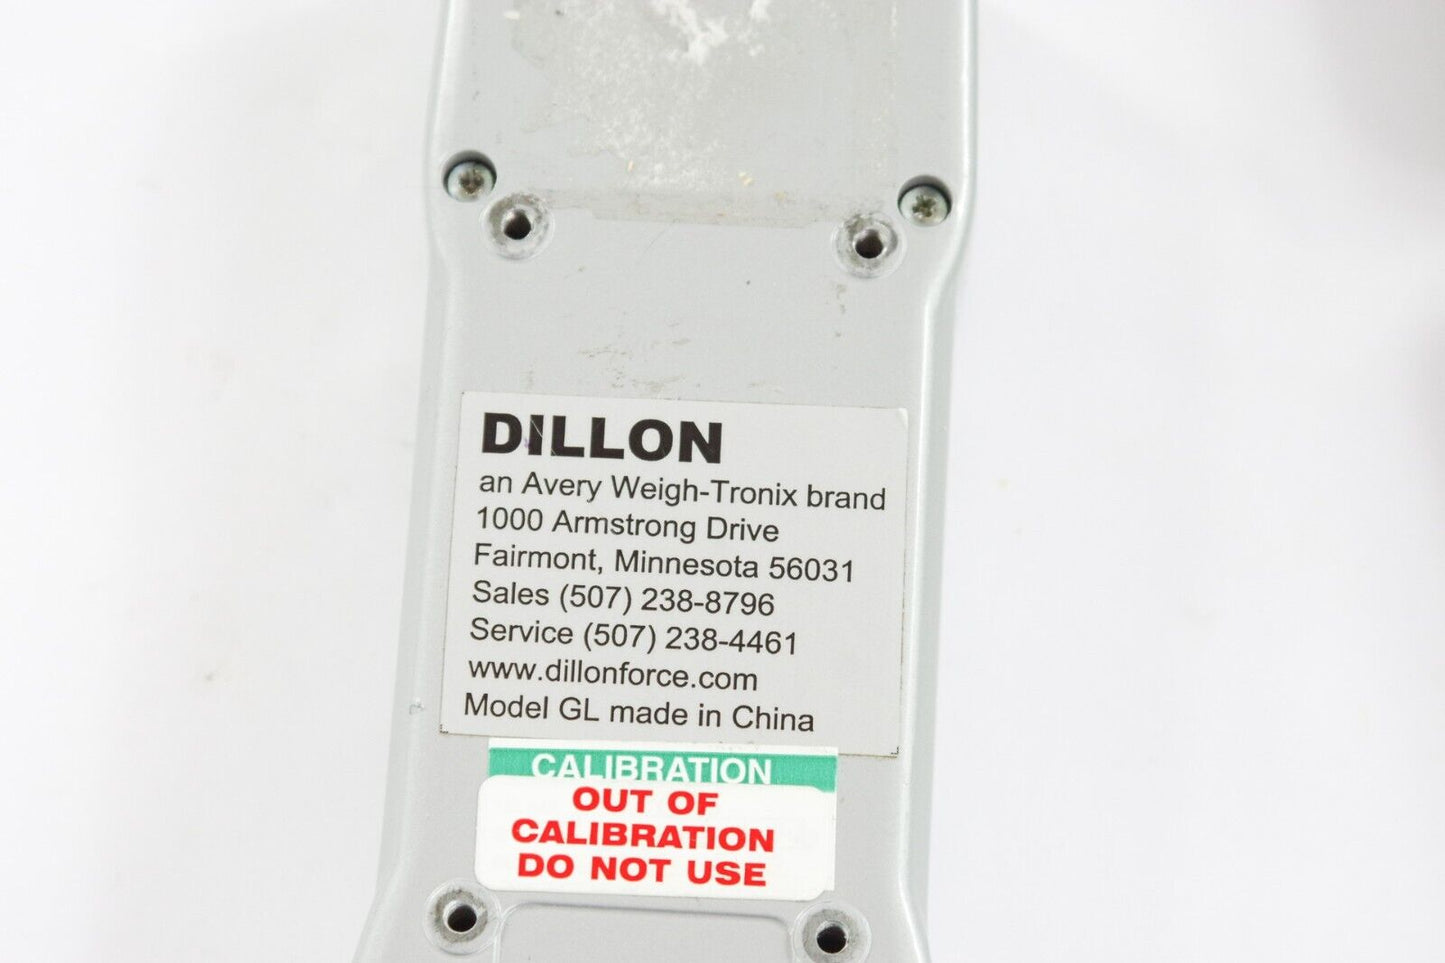 DILLON
an Avery Weigh-Tronix brand
1000 Armstrong Drive
Fairmont, Minnesota 56031
Sales (507) 238-8796
Service (507) 238-4461
www.dillonforce.com
Model GL made in China
CALIBRATION
OUT OF
CALIBRATION
DO NOT USE